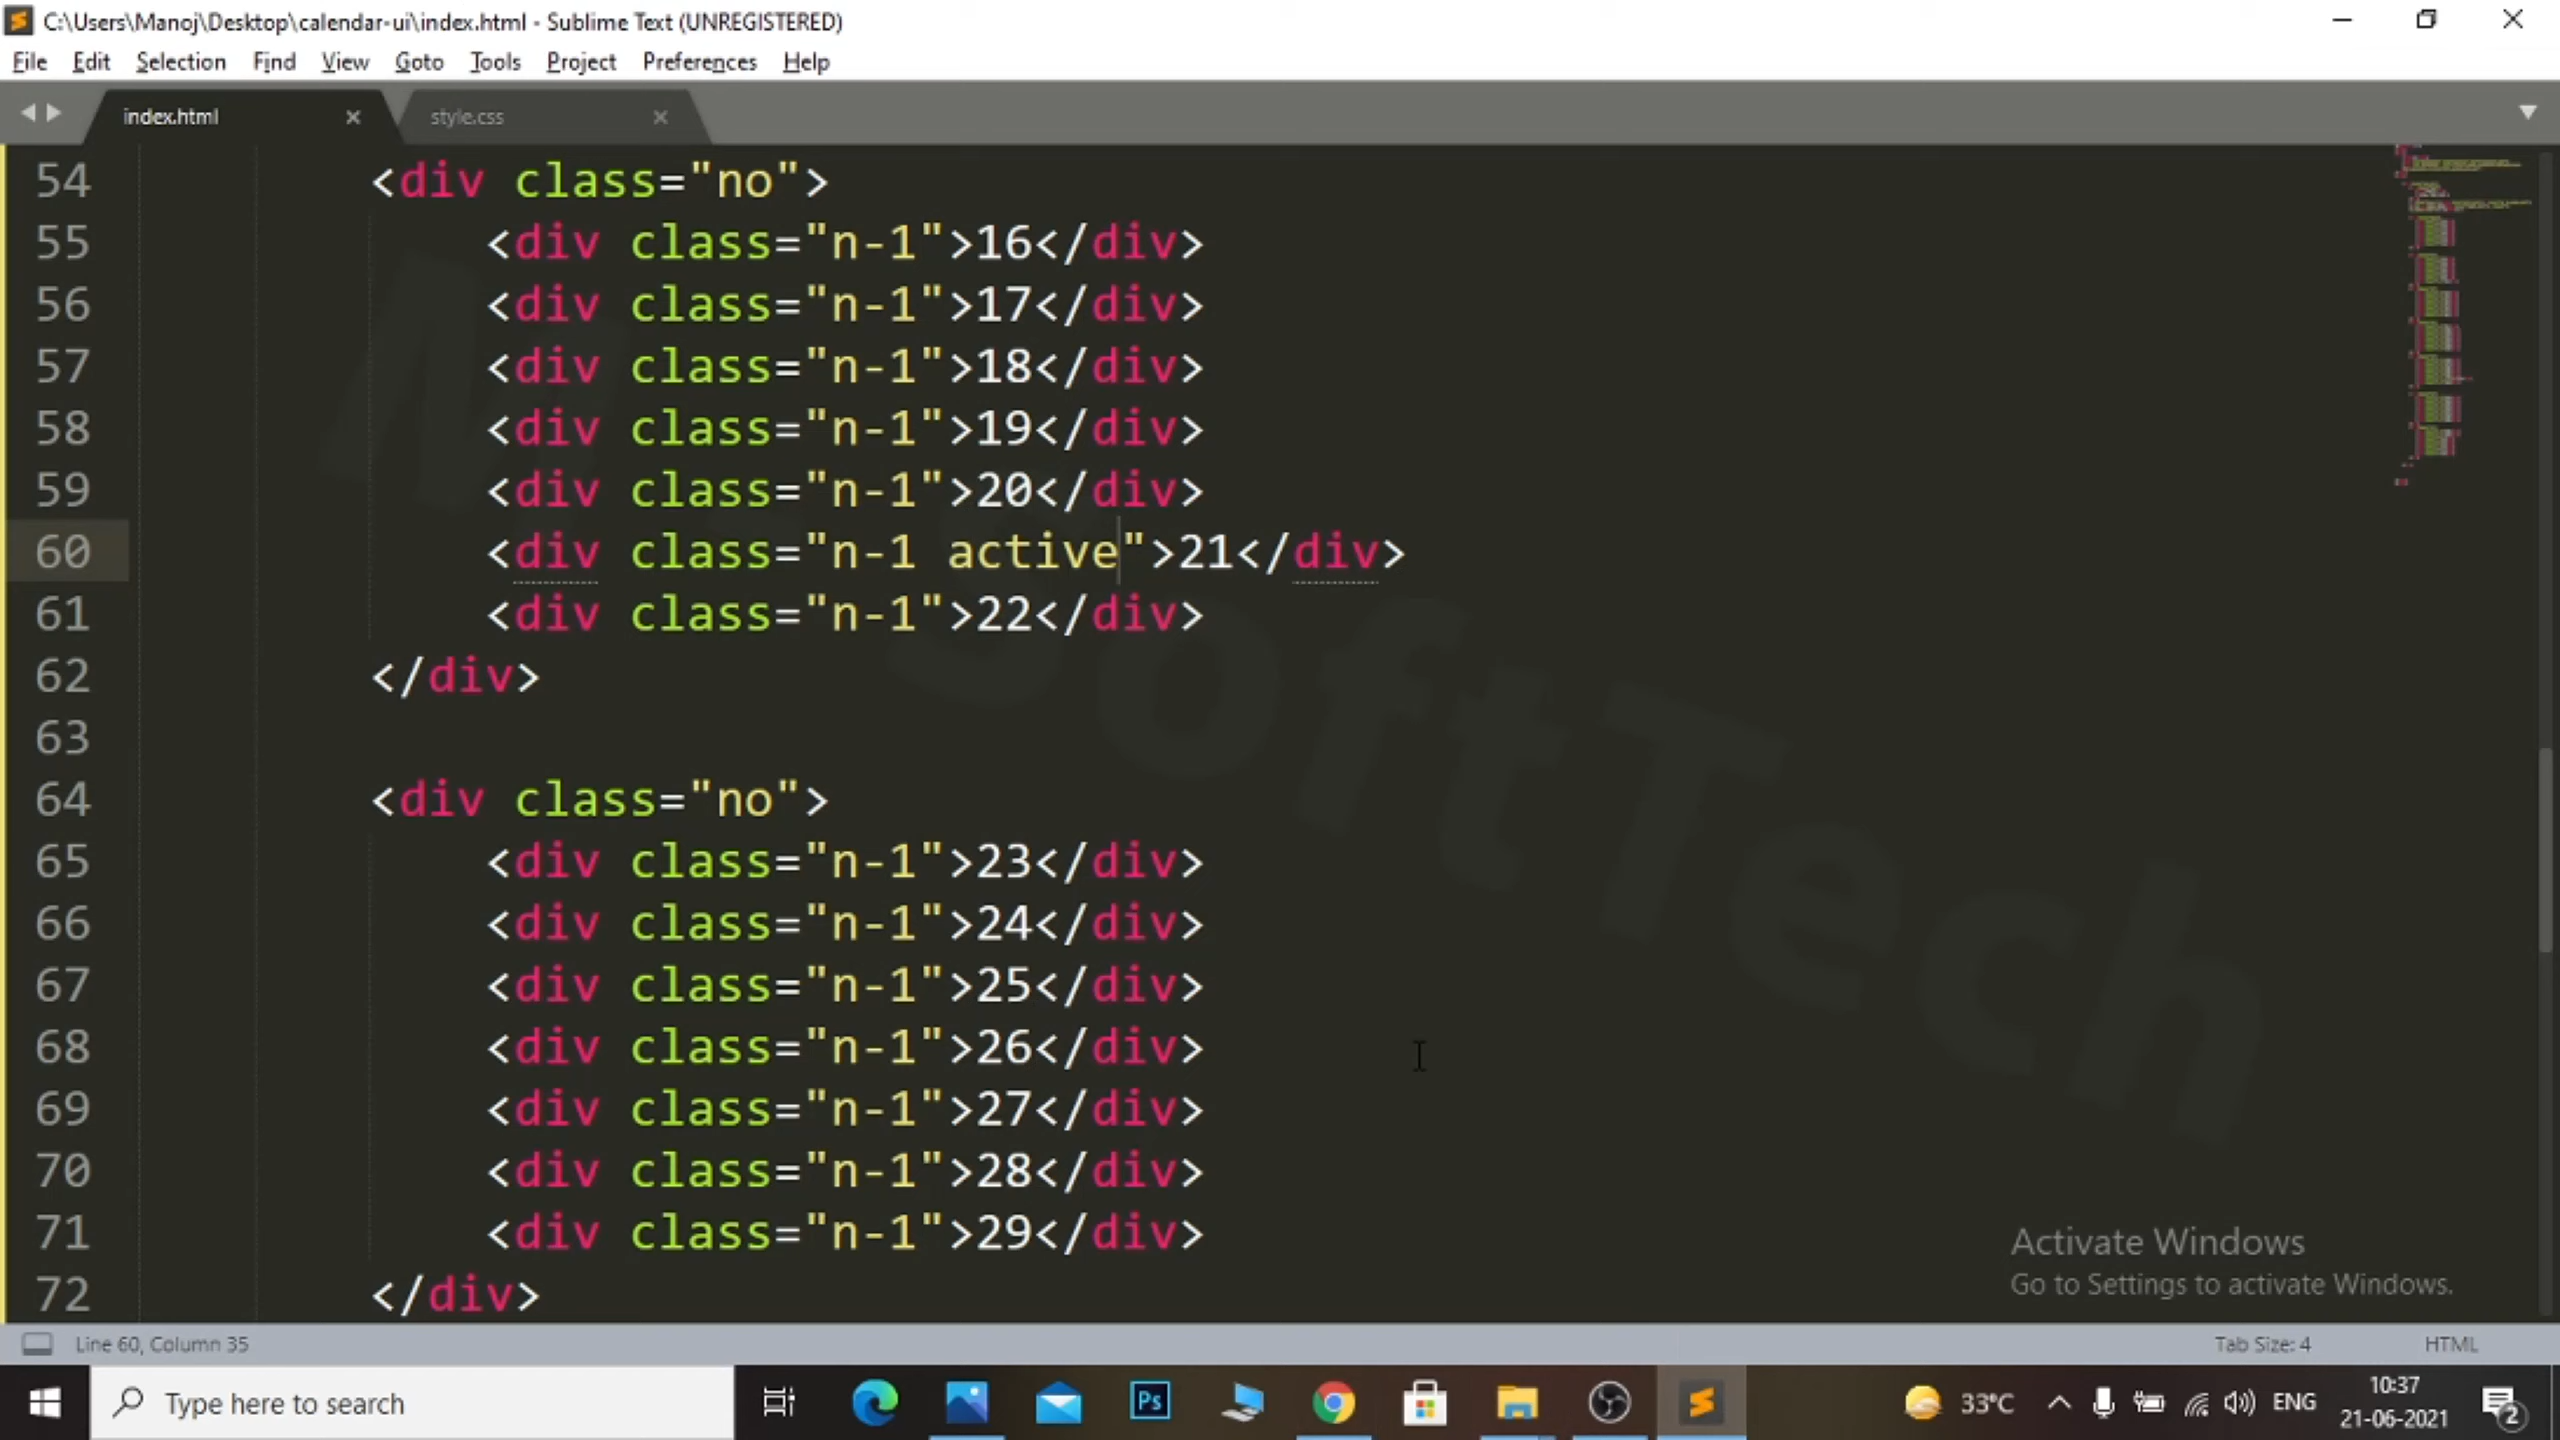 C:\Users\Manoj\Desktop\calendar-ui\index.html - Sublime Text (UNREGISTERED)
File Edit Selection Find View Goto Tools Project Preferences Help
index.html × style.css ×
54 <div class="no">
55 <div class="n-1">16</div>
56 <div class="n-1">17</div>
57 <div class="n-1">18</div>
58 <div class="n-1">19</div>
59 <div class="n-1">20</div>
60 <div class="n-1 active">21</div>
61 <div class="n-1">22</div>
62 </div>
63
64 <div class="no">
65 <div class="n-1">23</div>
66 <div class="n-1">24</div>
67 <div class="n-1">25</div>
68 <div class="n-1">26</div>
69 <div class="n-1">27</div>
70 <div class="n-1">28</div>
71 <div class="n-1">29</div>
72 </div>
Activate Windows
Go to Settings to activate Windows.
Line 60, Column 35 Tab Size: 4 HTML
Type here to search Ps 33°C ENG 10:37
21-06-2021 2